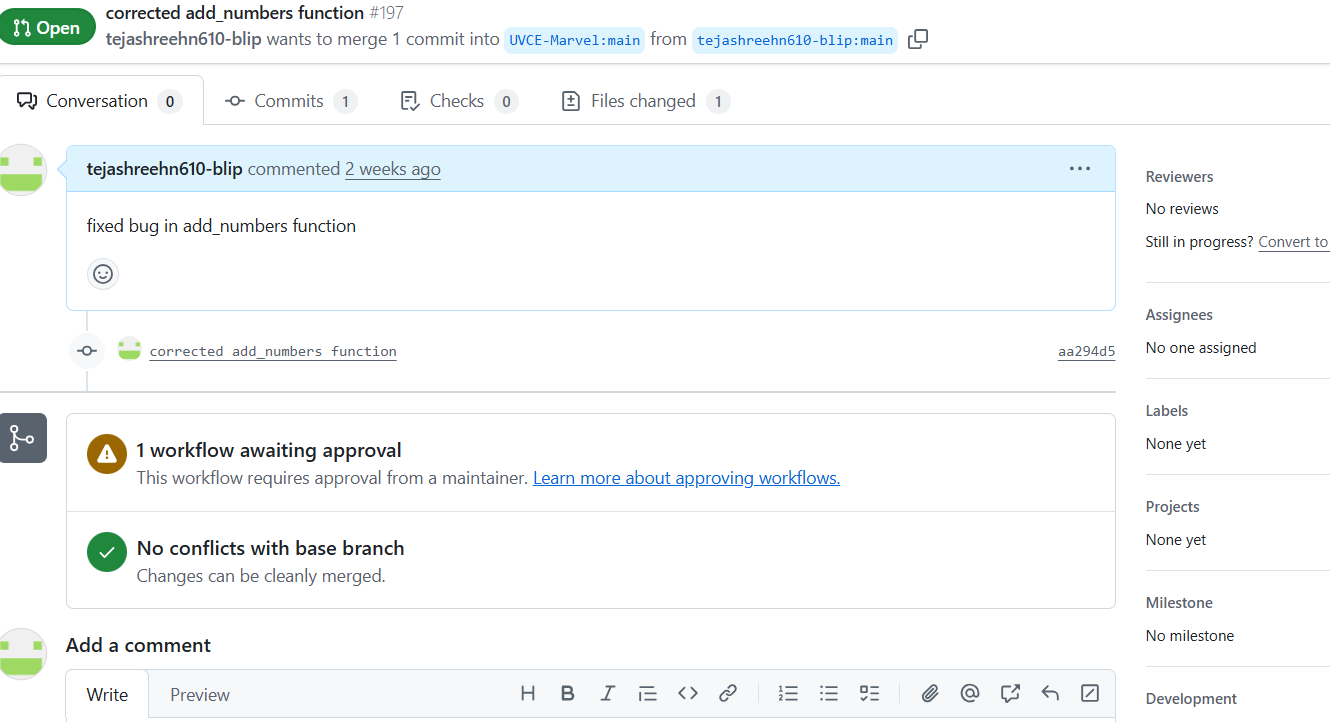 Open
corrected add_numbers function #197
tejashreehn610-blip wants to merge 1 commit into UVCE-Marvel:main from tejashreehn610-blip:main
Conversation 0
Commits 1
Checks 0
Files changed 1
tejashreehn610-blip commented 2 weeks ago
fixed bug in add_numbers function
corrected add_numbers function
aa294d5
1 workflow awaiting approval
This workflow requires approval from a maintainer. Learn more about approving workflows.
No conflicts with base branch
Changes can be cleanly merged.
Add a comment
Write
Preview
Reviewers
No reviews
Still in progress? Convert to
Assignees
No one assigned
Labels
None yet
Projects
None yet
Milestone
No milestone
Development